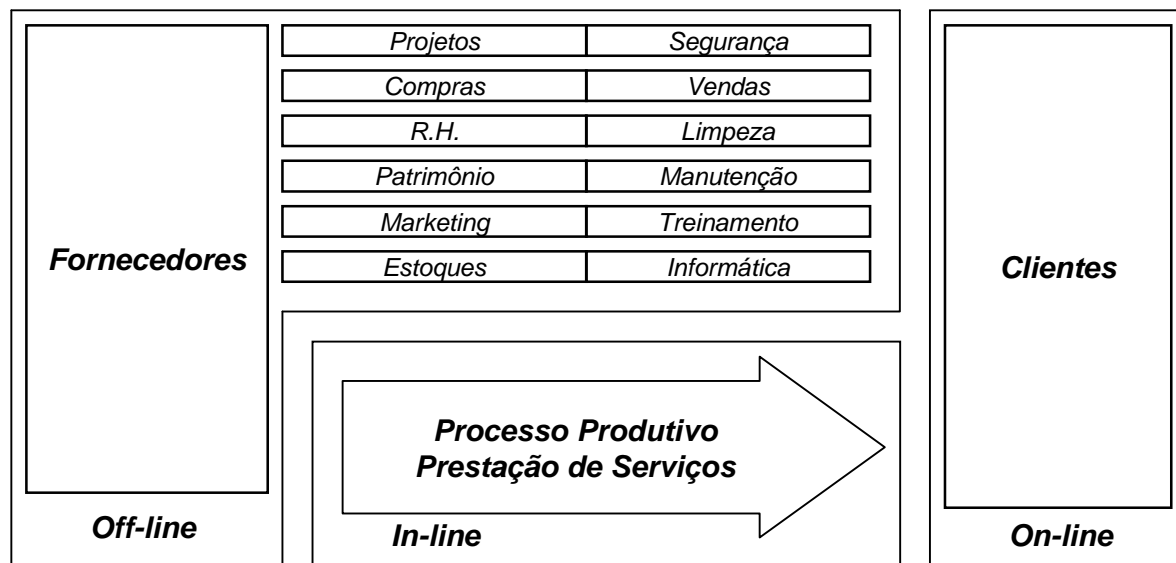 Fornecedores
Projetos
Segurança
Compras
Vendas
R.H.
Limpeza
Patrimônio
Manutenção
Marketing
Treinamento
Estoques
Informática
Clientes
Processo Produtivo
Prestação de Serviços
Off-line
In-line
On-line